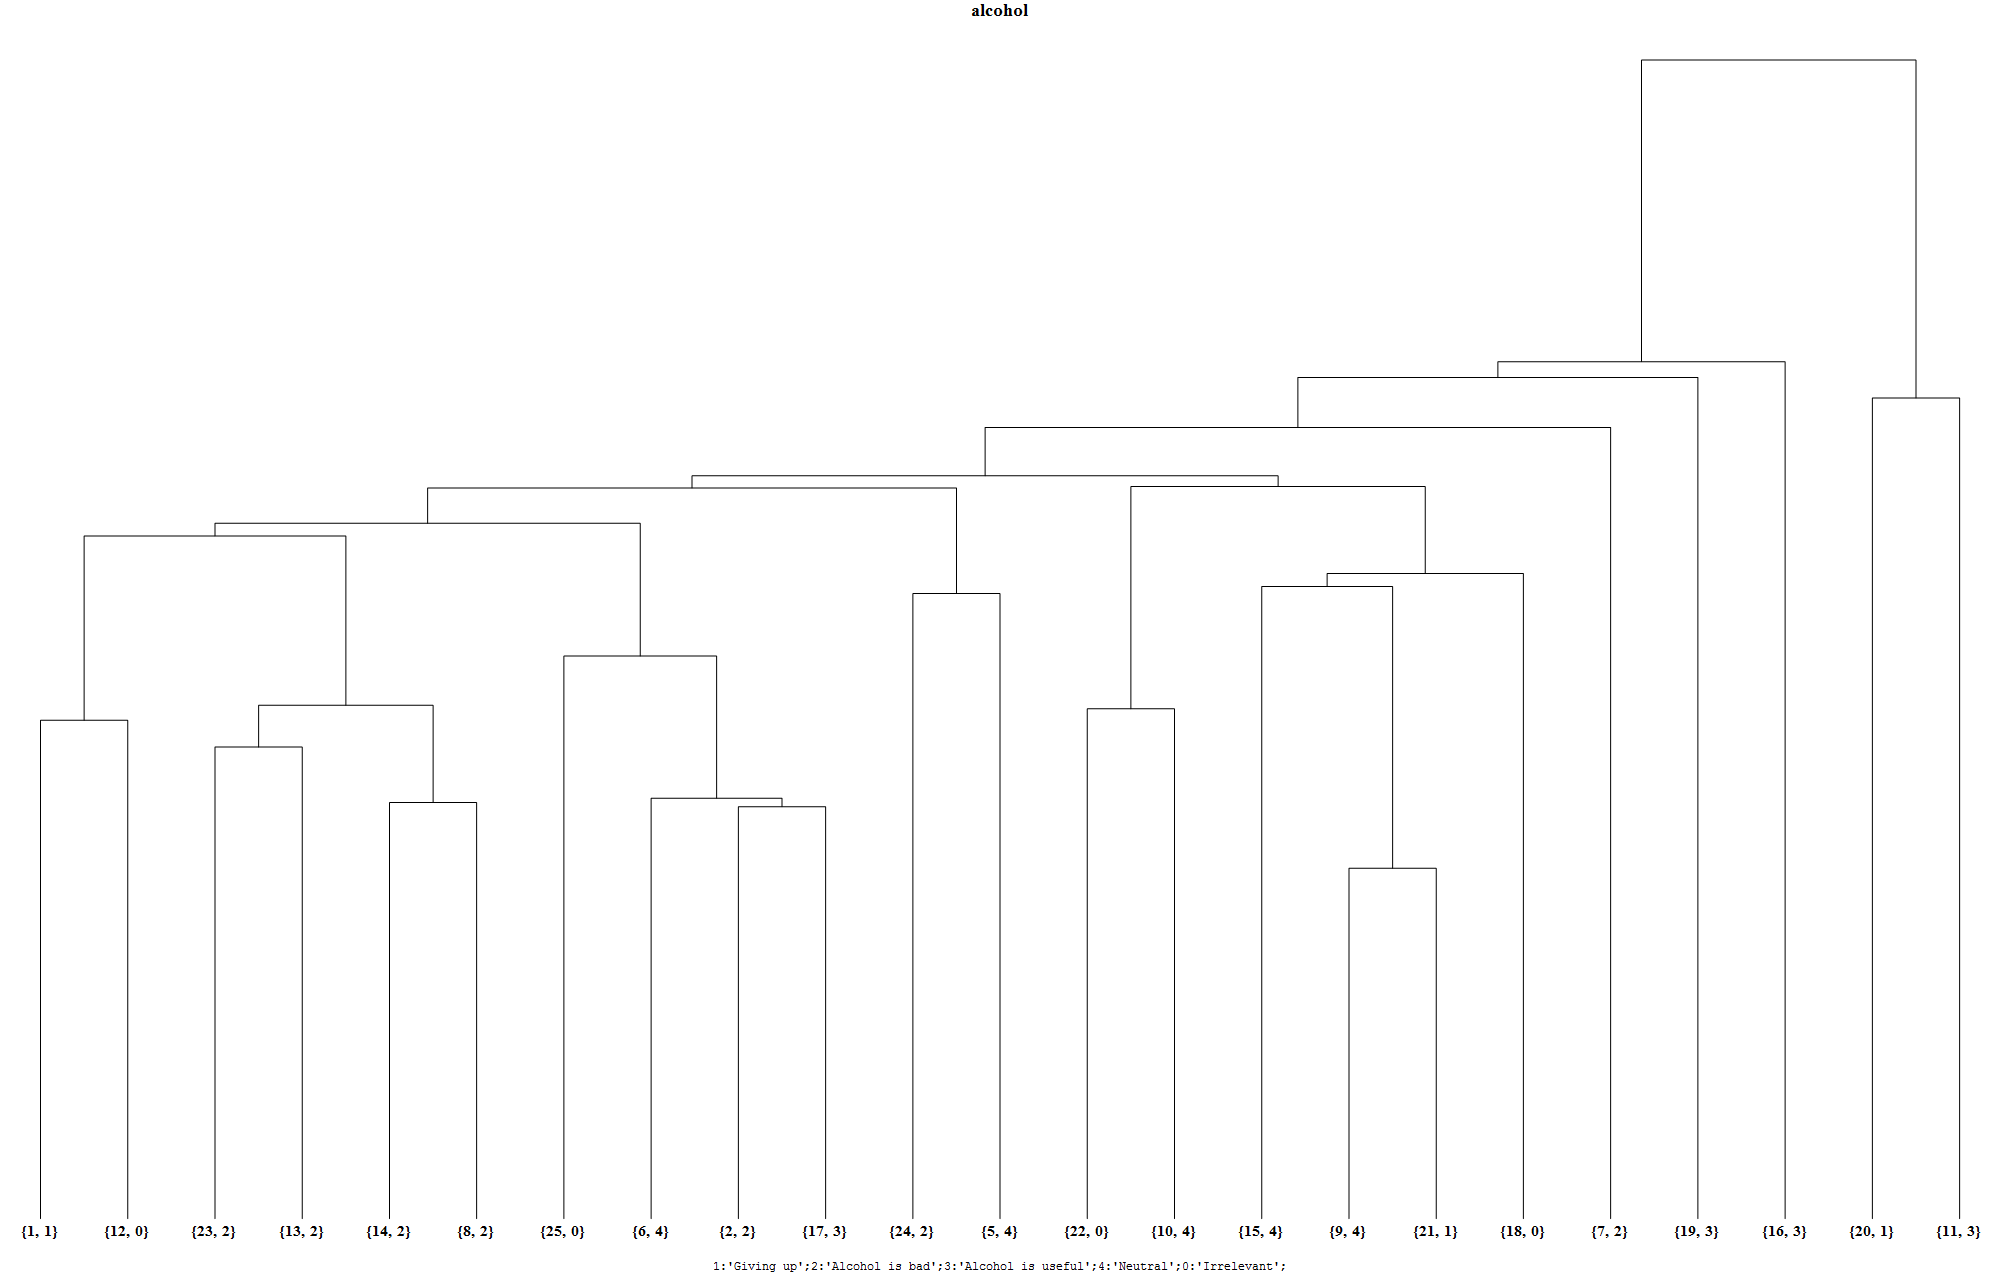 alcohol
{1, 1} {12, 0} {23, 2} {13, 2} {14, 2} {8, 2} {25, 0} {6, 4} {2, 2} {17, 3} {24, 2} {5, 4} {22, 0} {10, 4} {15, 4} {9, 4} {21, 1} {18, 0} {7, 2} {19, 3} {16, 3} {20, 1} {11, 3}
1:'Giving up';2:'Alcohol is bad';3:'Alcohol is useful';4:'Neutral';0:'Irrelevant';